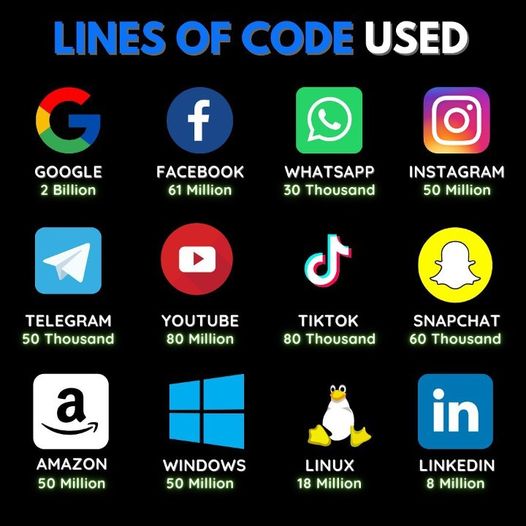 LINES OF CODE USED
GOOGLE FACEBOOK WHATSAPP INSTAGRAM
2 Billion 61 Million 30 Thousand 50 Million
TELEGRAM YOUTUBE TIKTOK SNAPCHAT
50 Thousand 80 Million 80 Thousand 60 Thousand
AMAZON WINDOWS LINUX LINKEDIN
50 Million 50 Million 18 Million 8 Million